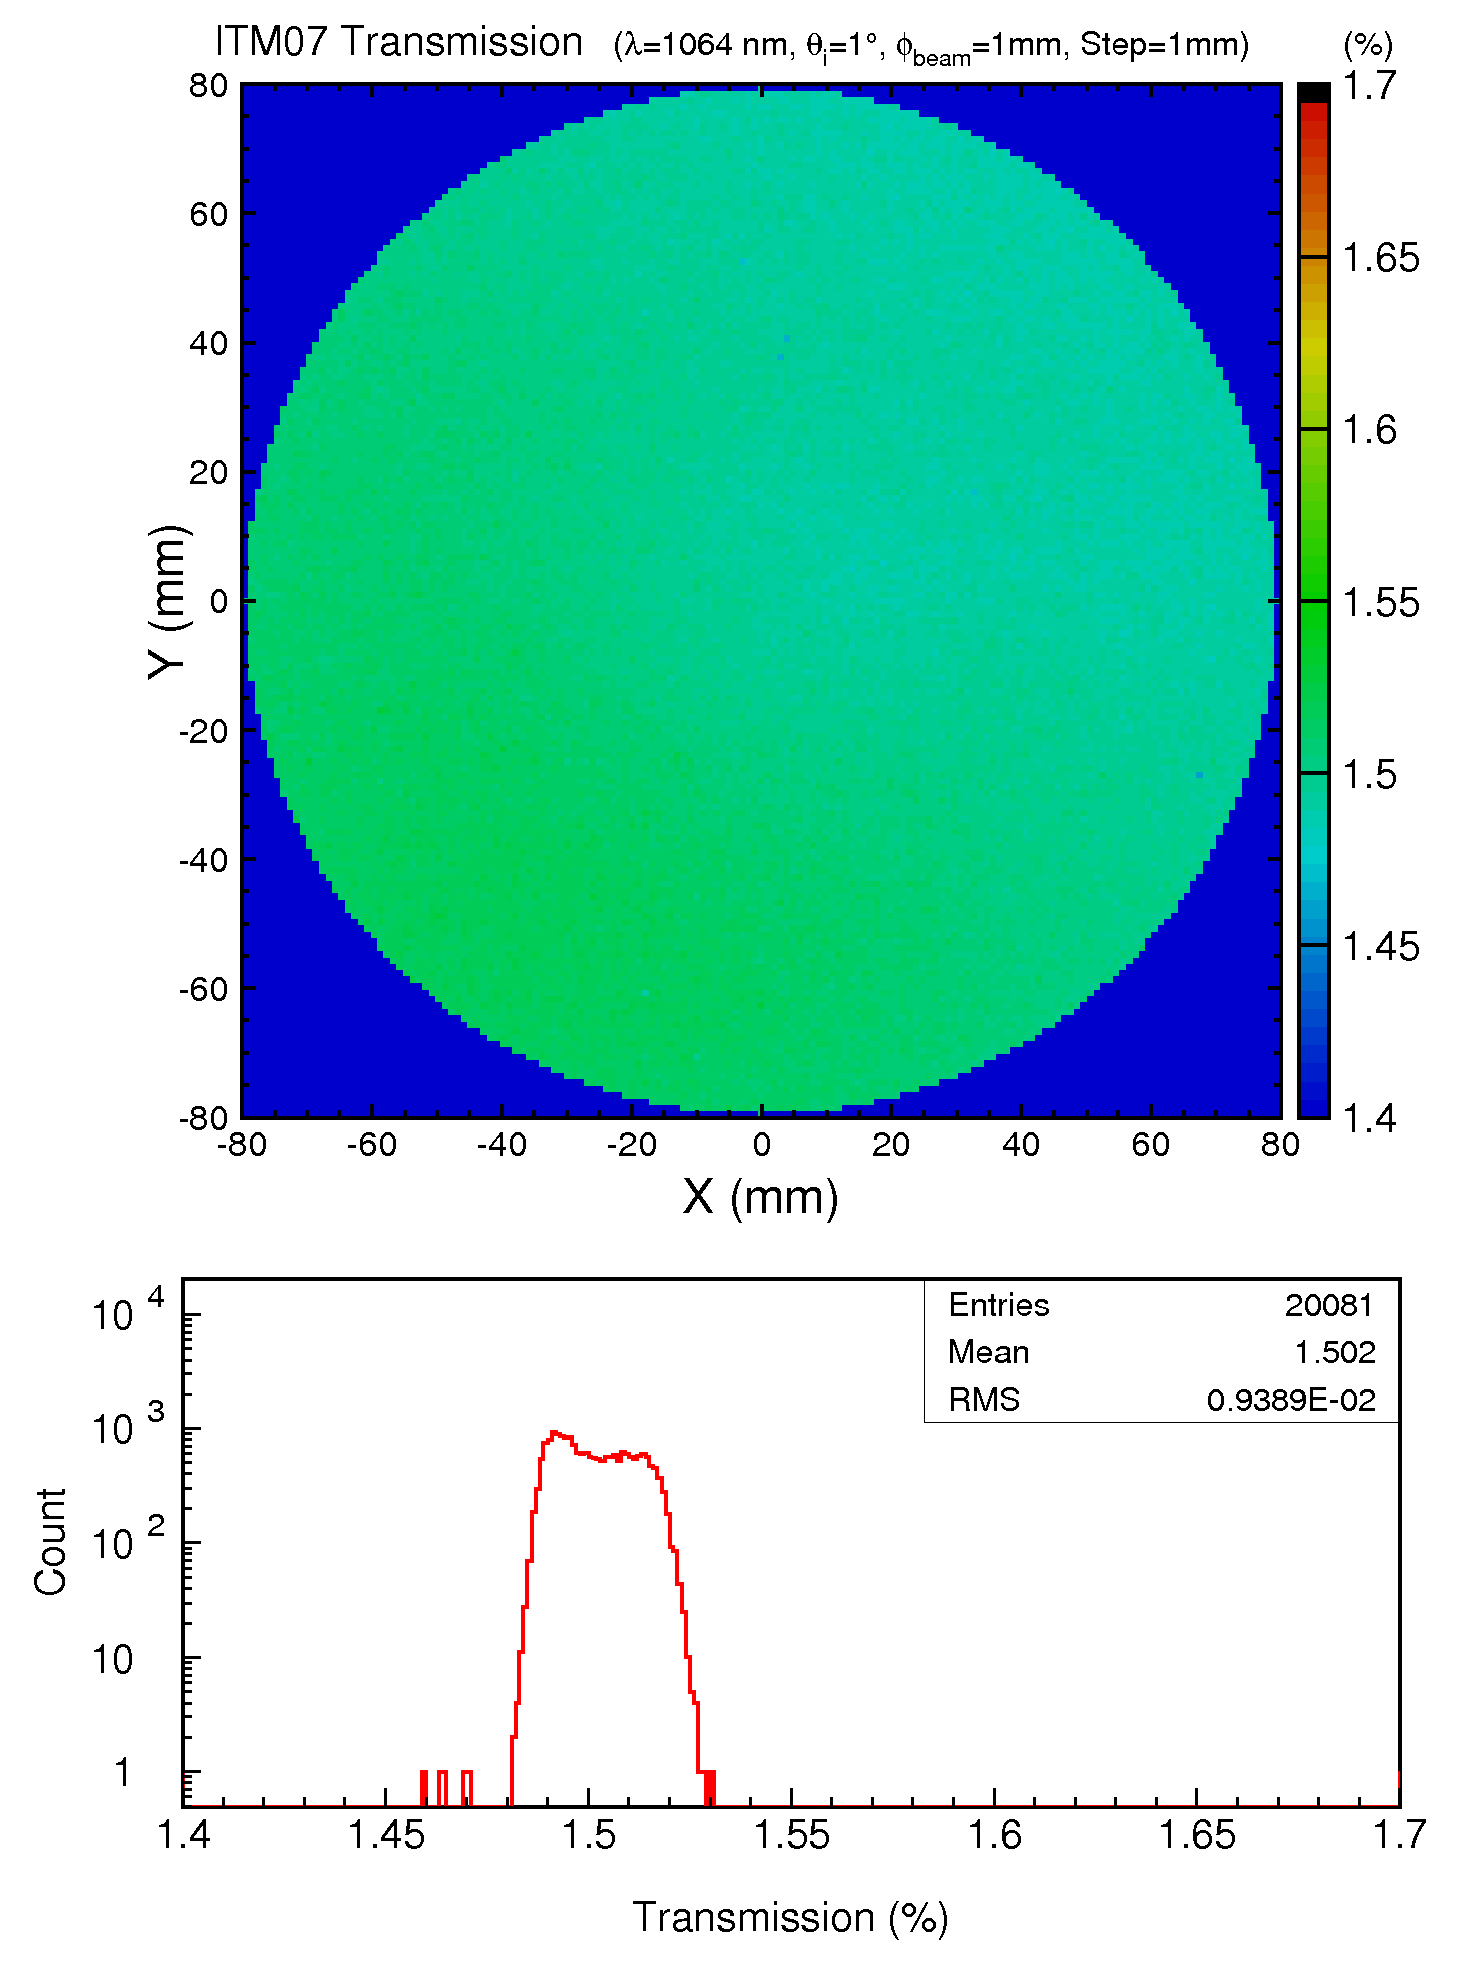 ITM07 Transmission (λ=1064 nm, θi=1°, ϕbeam=1mm, Step=1mm) (%)
80
60
40
20
0
-20
-40
-60
-80
Y (mm)
-80 -60 -40 -20 0 20 40 60 80
X (mm)
1.7
1.65
1.6
1.55
1.5
1.45
1.4
Entries 20081
Mean 1.502
RMS 0.9389E-02
10 4
10 3
10 2
10
1
Count
1.4 1.45 1.5 1.55 1.6 1.65 1.7
Transmission (%)